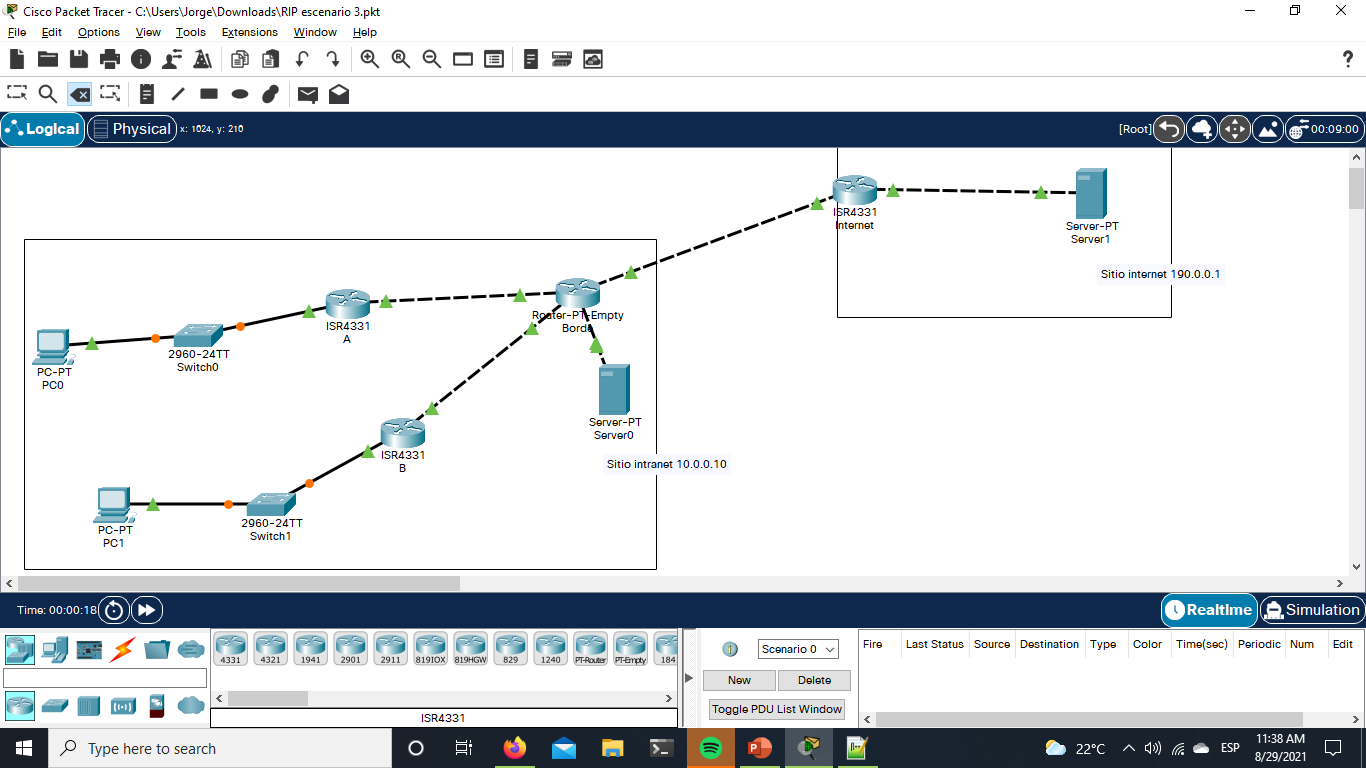 Cisco Packet Tracer - C:\Users\Jorge\Downloads\RIP escenario 3.pkt
File Edit Options View Tools Extensions Window Help
Logical Physical x: 1024, y: 210 [Root] 00:09:00
ISR4331
Internet
Server-PT
Server1
Sitio internet 190.0.0.1
ISR4331
A
Router-PT-Empty
Borde
2960-24TT
Switch0
PC-PT
PC0
Server-PT
Server0
ISR4331
B
Sitio intranet 10.0.0.10
2960-24TT
Switch1
PC-PT
PC1
Time: 00:00:18 Realtime Simulation
4331 4321 1941 2901 2911 819IOX 819HGW 829 1240 PT-Router PT-Empty 184
ISR4331
Scenario 0
New Delete
Toggle PDU List Window
Fire Last Status Source Destination Type Color Time(sec) Periodic Num Edit
Type here to search
22°C ESP
11:38 AM
8/29/2021